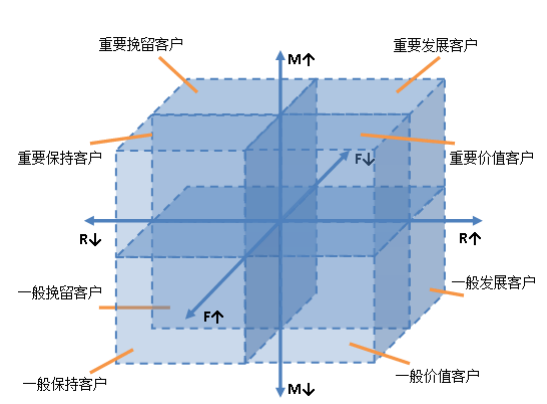 重要挽留客户
重要发展客户
M↑
重要保持客户
F↓
重要价值客户
R↓
R↑
一般挽留客户
F↑
一般发展客户
一般保持客户
M↓
一般价值客户